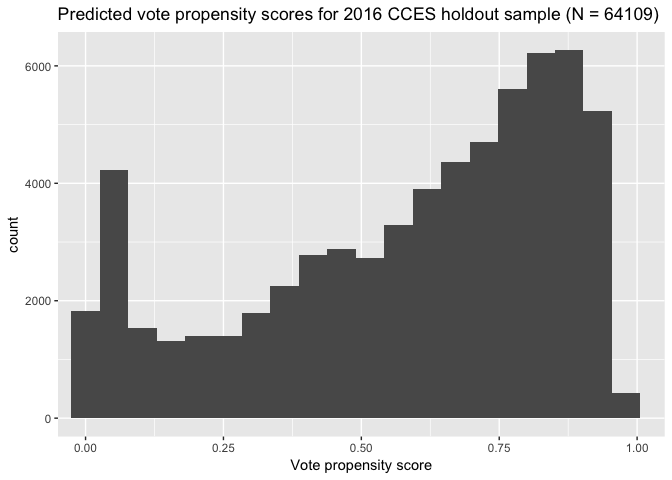 Predicted vote propensity scores for 2016 CCES holdout sample (N = 64109)
6000
4000
2000
0
count
0.00 0.25 0.50 0.75 1.00
Vote propensity score